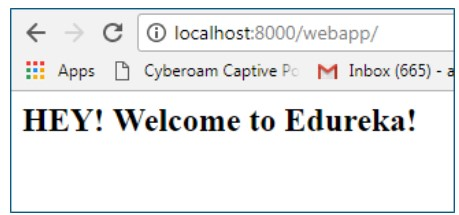 localhost:8000/webapp/
Apps Cyberoam Captive Po Inbox (665) - a
HEY! Welcome to Edureka!